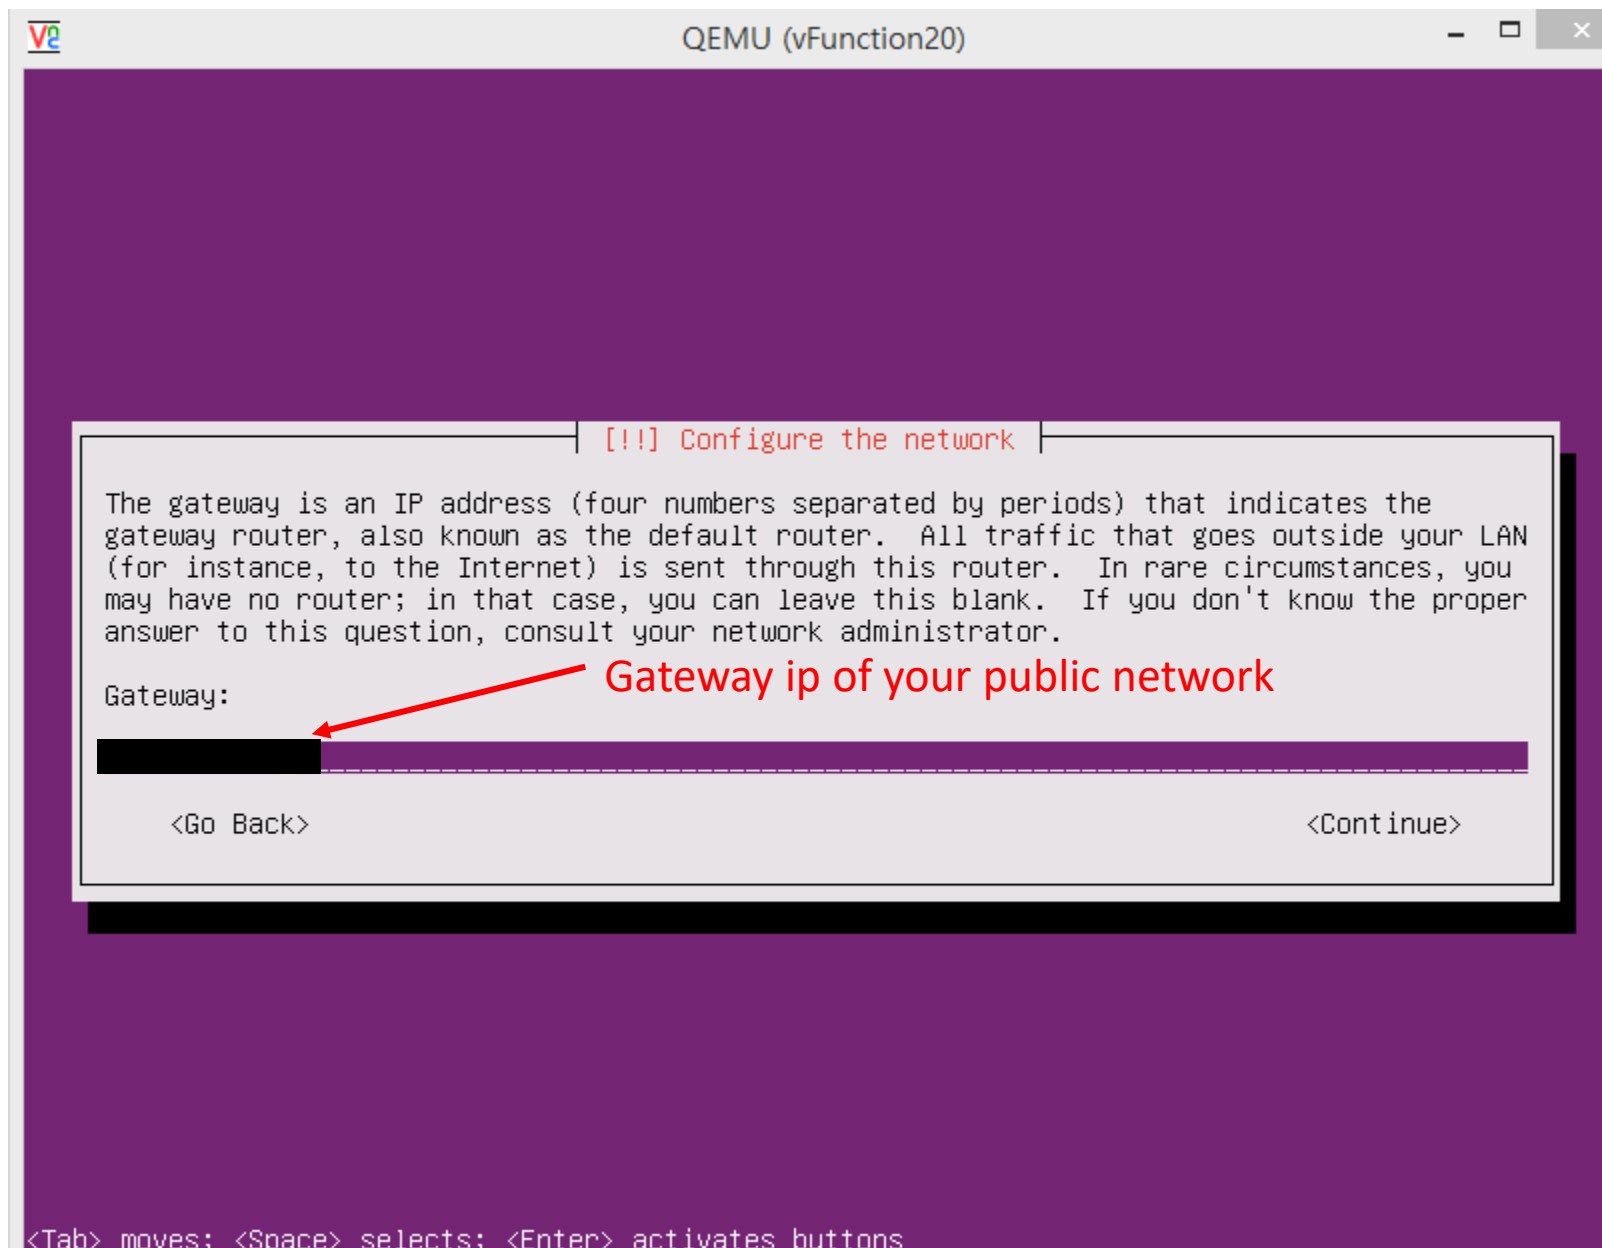 QEMU (vFunction20)
[!!] Configure the network
The gateway is an IP address (four numbers separated by periods) that indicates the
gateway router, also known as the default router.  All traffic that goes outside your LAN
(for instance, to the Internet) is sent through this router.  In rare circumstances, you
may have no router; in that case, you can leave this blank.  If you don't know the proper
answer to this question, consult your network administrator.
Gateway ip of your public network
Gateway:
<Go Back> <Continue>
<Tab> moves; <Space> selects; <Enter> activates buttons